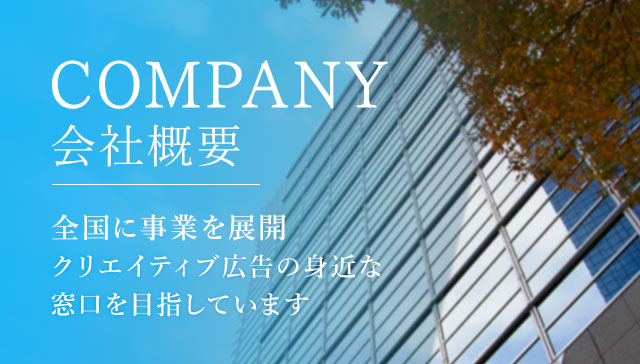 COMPANY
会社概要
全国に事業を展開
クリエイティブ広告の身近な
窓口を目指しています